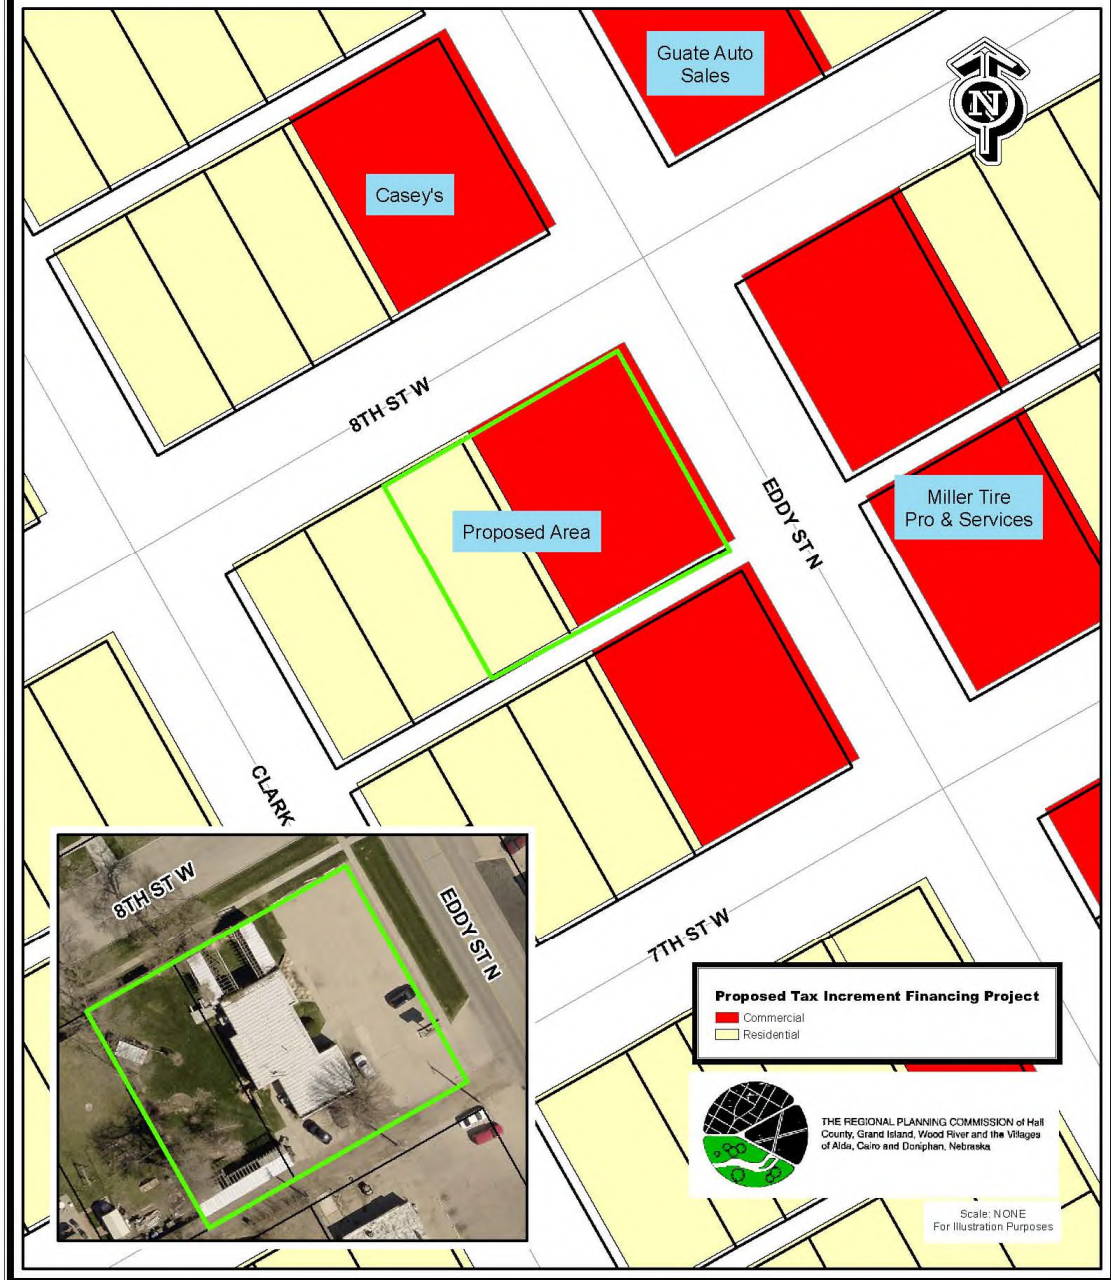 Guate Auto
Sales
N
Casey's
8TH ST W
EDDY ST N
Miller Tire
Pro & Services
Proposed Area
CLARK
8TH ST W
EDDY ST N
7TH ST W
Proposed Tax Increment Financing Project
Commercial
Residential
THE REGIONAL PLANNING COMMISSION of Hall
County, Grand Island, Wood River and the Villages
of Alda, Cairo and Doniphan, Nebraska
Scale: NONE
For Illustration Purposes